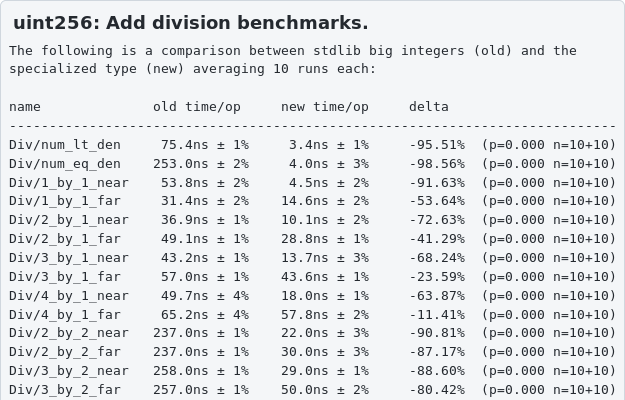 uint256: Add division benchmarks.
The following is a comparison between stdlib big integers (old) and the
specialized type (new) averaging 10 runs each:
name old time/op new time/op delta
----------------------------------------------------------------------------
Div/num_lt_den 75.4ns ± 1% 3.4ns ± 1% -95.51% (p=0.000 n=10+10)
Div/num_eq_den 253.0ns ± 2% 4.0ns ± 3% -98.56% (p=0.000 n=10+10)
Div/1_by_1_near 53.8ns ± 2% 4.5ns ± 2% -91.63% (p=0.000 n=10+10)
Div/1_by_1_far 31.4ns ± 2% 14.6ns ± 2% -53.64% (p=0.000 n=10+10)
Div/2_by_1_near 36.9ns ± 1% 10.1ns ± 2% -72.63% (p=0.000 n=10+10)
Div/2_by_1_far 49.1ns ± 1% 28.8ns ± 1% -41.29% (p=0.000 n=10+10)
Div/3_by_1_near 43.2ns ± 1% 13.7ns ± 3% -68.24% (p=0.000 n=10+10)
Div/3_by_1_far 57.0ns ± 1% 43.6ns ± 1% -23.59% (p=0.000 n=10+10)
Div/4_by_1_near 49.7ns ± 4% 18.0ns ± 1% -63.87% (p=0.000 n=10+10)
Div/4_by_1_far 65.2ns ± 4% 57.8ns ± 2% -11.41% (p=0.000 n=10+10)
Div/2_by_2_near 237.0ns ± 1% 22.0ns ± 3% -90.81% (p=0.000 n=10+10)
Div/2_by_2_far 237.0ns ± 1% 30.0ns ± 3% -87.17% (p=0.000 n=10+10)
Div/3_by_2_near 258.0ns ± 1% 29.0ns ± 1% -88.60% (p=0.000 n=10+10)
Div/3_by_2_far 257.0ns ± 1% 50.0ns ± 2% -80.42% (p=0.000 n=10+10)